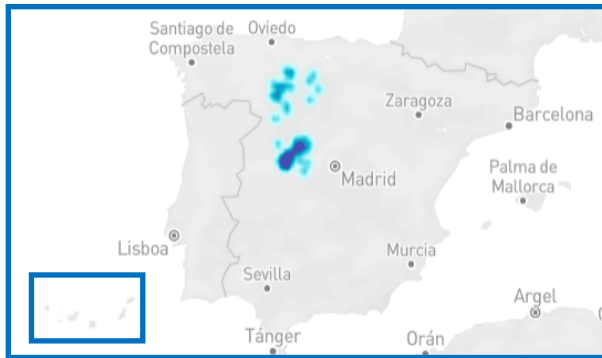 Santiago de
Compostela
Oviedo
Zaragoza
Barcelona
Madrid
Palma de
Mallorca
Lisboa
Murcia
Sevilla
Argel
Tánger
Orán